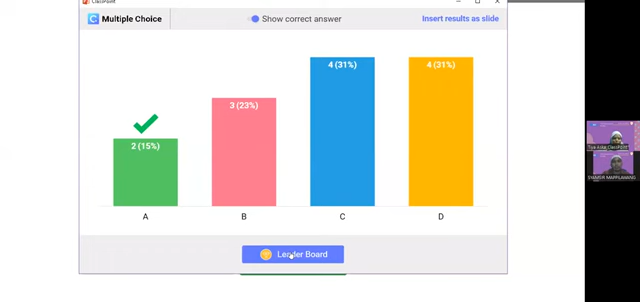 ClassPoint
Multiple Choice
Show correct answer
Insert results as slide
2 (15%)
3 (23%)
4 (31%)
4 (31%)
A
B
C
D
Leader Board